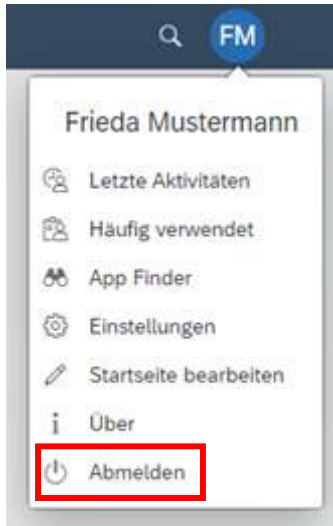 FM
Frieda Mustermann
Letzte Aktivitäten
Häufig verwendet
App Finder
Einstellungen
Startseite bearbeiten
Über
Abmelden